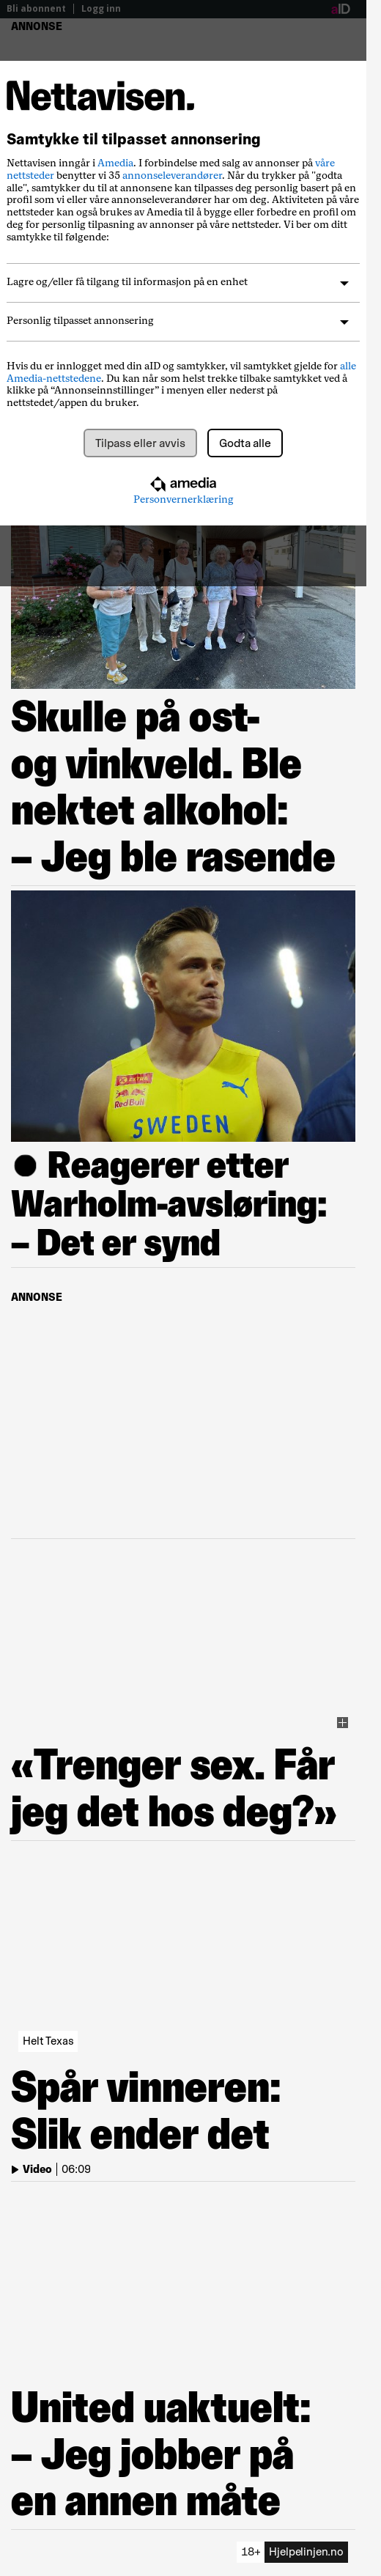 Bli abonnent | Logg inn
aID
ANNONSE
Nettavisen.
Samtykke til tilpasset annonsering
Nettavisen inngår i Amedia. I forbindelse med salg av annonser på våre
nettsteder benytter vi 35 annonseleverandører. Når du trykker på "godta
alle", samtykker du til at annonsene kan tilpasses deg personlig basert på en
profil som vi eller våre annonseleverandører har om deg. Aktiviteten på våre
nettsteder kan også brukes av Amedia til å bygge eller forbedre en profil om
deg for personlig tilpasning av annonser på våre nettsteder. Vi ber om ditt
samtykke til følgende:
Lagre og/eller få tilgang til informasjon på en enhet
Personlig tilpasset annonsering
Hvis du er innlogget med din aID og samtykker, vil samtykket gjelde for alle
Amedia-nettstedene. Du kan når som helst trekke tilbake samtykket ved å
klikke på “Annonseinnstillinger” i menyen eller nederst på
nettstedet/appen du bruker.
Tilpass eller avvis
Godta alle
amedia
Personvernerklæring
Skulle på ost-
og vinkveld. Ble
nektet alkohol:
– Jeg ble rasende
Red Bull
SWEDEN
Reagerer etter
Warholm-avsløring:
– Det er synd
ANNONSE
«Trenger sex. Får
jeg det hos deg?»
Helt Texas
Spår vinneren:
Slik ender det
Video | 06:09
United uaktuelt:
– Jeg jobber på
en annen måte
18+ Hjelpelinjen.no